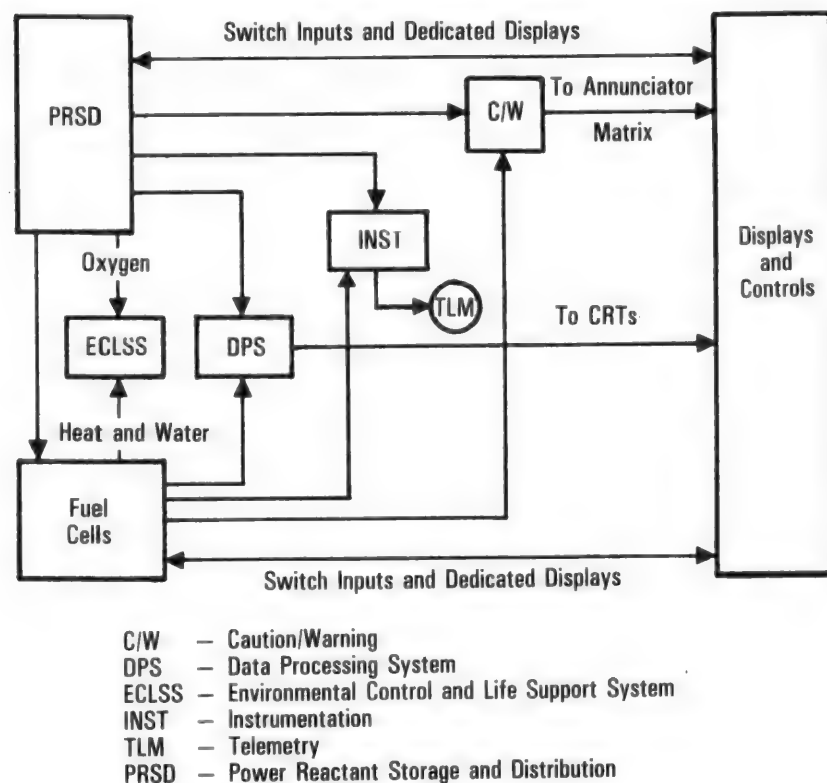 Switch Inputs and Dedicated Displays
PRSD
C/W
To Annunciator
Matrix
INST
Displays
and
Controls
Oxygen
TLM
To CRTs
ECLSS
DPS
Heat and Water
Fuel
Cells
Switch Inputs and Dedicated Displays
C/W — Caution/Warning
DPS — Data Processing System
ECLSS — Environmental Control and Life Support System
INST — Instrumentation
TLM — Telemetry
PRSD — Power Reactant Storage and Distribution